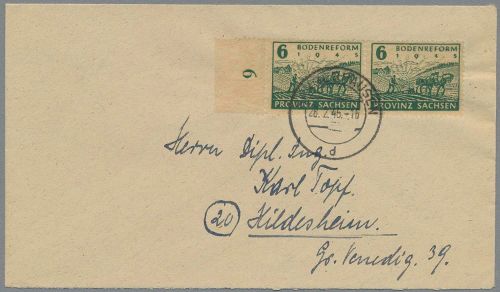 6 BODENREFORM
1945
PROVINZ SACHSEN
6 BODENREFORM
1945
PROVINZ SACHSEN
9
d
Herrn Dipl. Ing.
Karl Topf.
20 Hildesheim.
Gr. Venedig. 39.